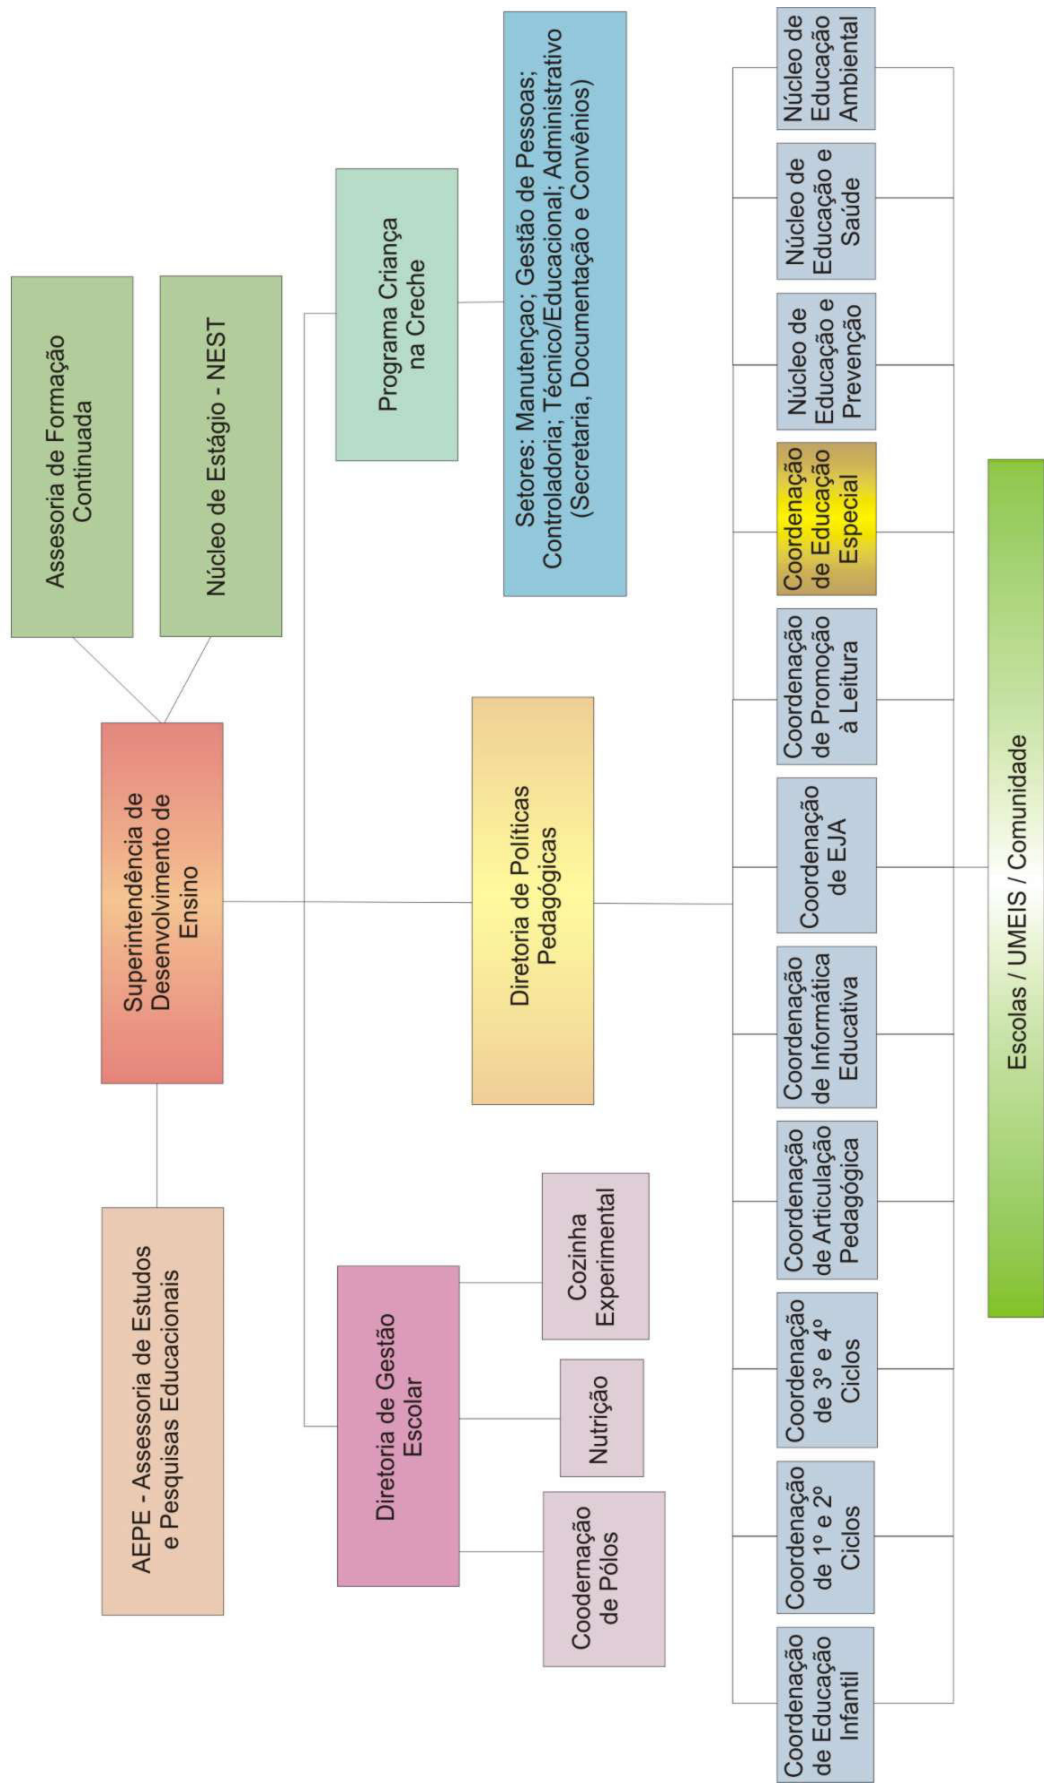 AEPE - Assessoria de Estudos
e Pesquisas Educacionais
Superintendência de
Desenvolvimento de
Ensino
Assessoria de Formação
Continuada
Núcleo de Estágio - NEST
Diretoria de Gestão
Escolar
Programa Criança
na Creche
Coodernação
de Pólos
Nutrição
Cozinha
Experimental
Diretoria de Políticas
Pedagógicas
Setores: Manutençao; Gestão de Pessoas;
Controladoria; Técnico/Educacional; Administrativo
(Secretaria, Documentação e Convênios)
Coordenação
de Educação
Infantil
Coordenação
de 1º e 2º
Ciclos
Coordenação
de 3º e 4º
Ciclos
Coordenação
de Articulação
Pedagógica
Coordenação
de Informática
Educativa
Coordenação
de EJA
Coordenação
de Promoção
à Leitura
Coordenação
de Educação
Especial
Núcleo de
Educação e
Prevenção
Núcleo de
Educação e
Saúde
Núcleo de
Educação
Ambiental
Escolas / UMEIS / Comunidade